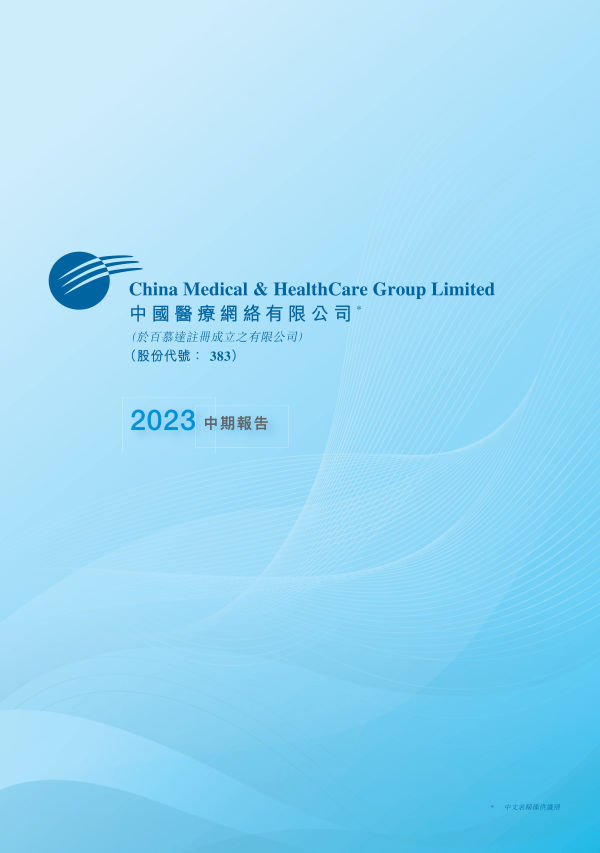 China Medical & HealthCare Group Limited
中國醫療網絡有限公司*
(於百慕達註冊成立之有限公司)
(股份代號： 383)
2023 中期報告
* 中文名稱僅供識別